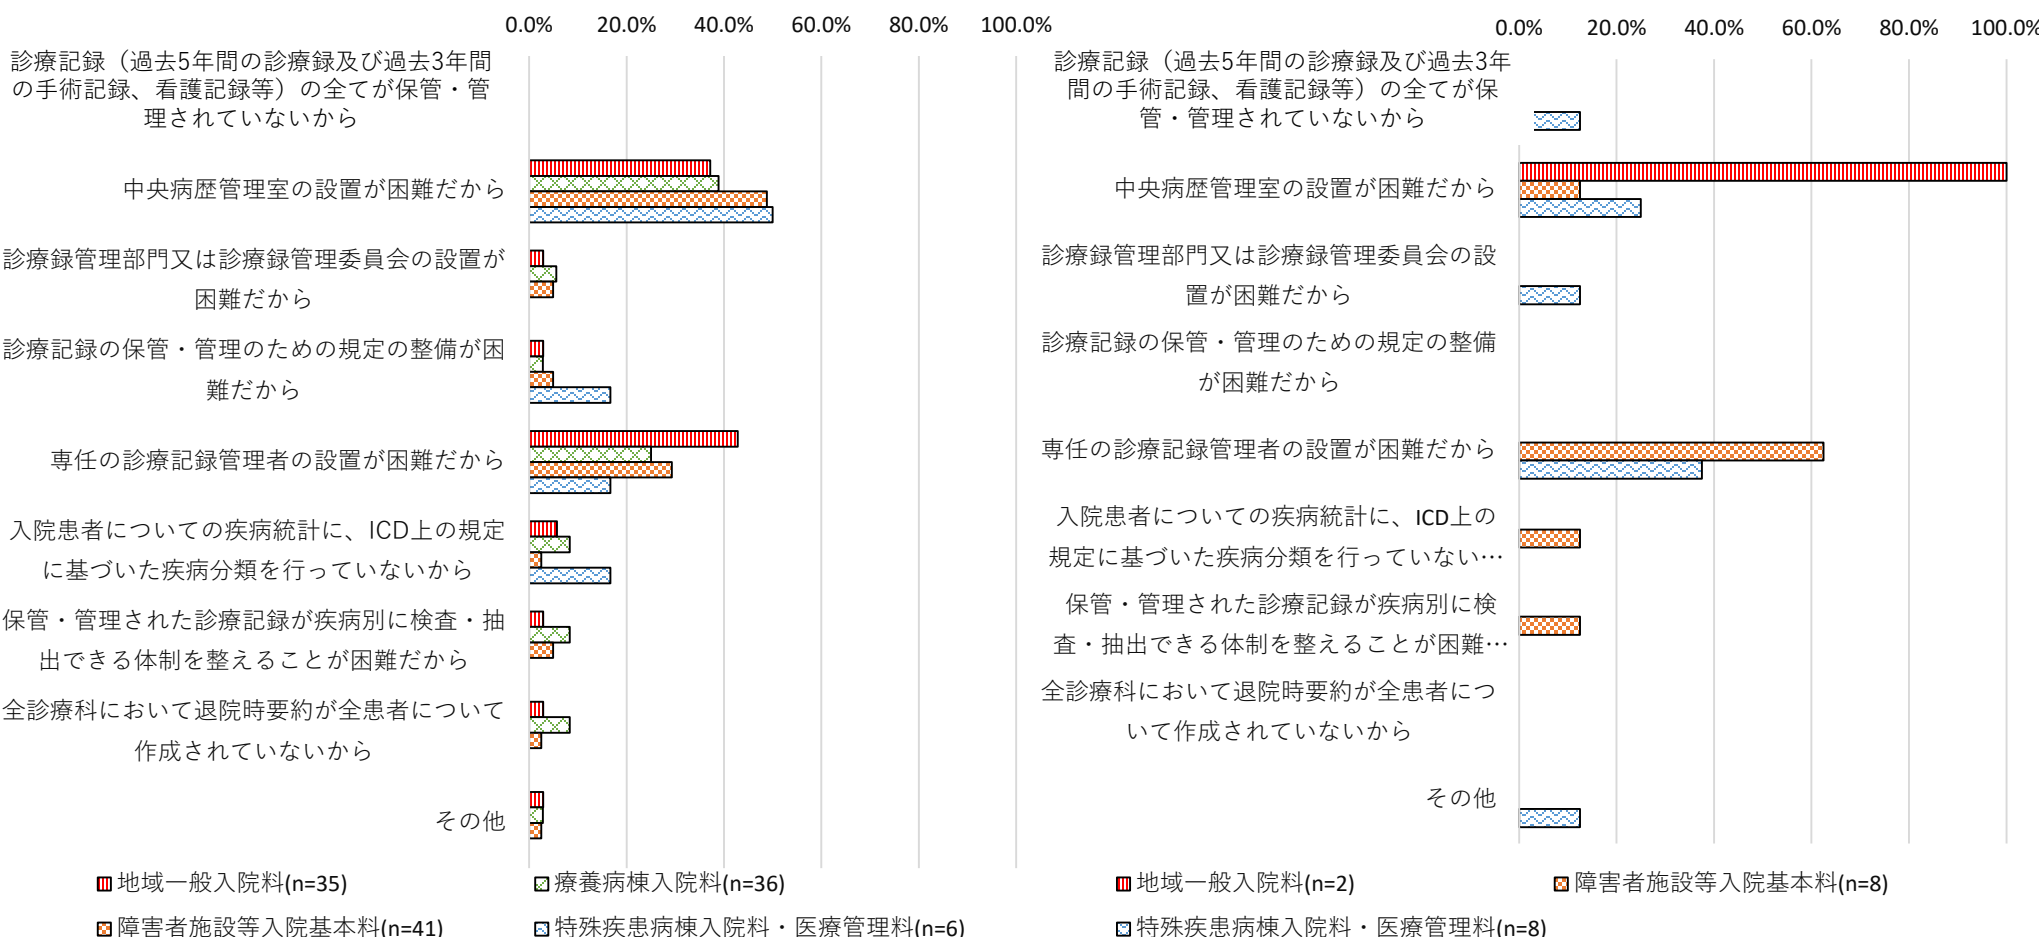 0.0% 20.0% 40.0% 60.0% 80.0% 100.0%
診療記録（過去5年間の診療録及び過去3年間
の手術記録、看護記録等）の全てが保管・管
理されていないから
中央病歴管理室の設置が困難だから
診療録管理部門又は診療録管理委員会の設置が
困難だから
診療記録の保管・管理のための規定の整備が困
難だから
専任の診療記録管理者の設置が困難だから
入院患者についての疾病統計に、ICD上の規定
に基づいた疾病分類を行っていないから
保管・管理された診療記録が疾病別に検査・抽
出できる体制を整えることが困難だから
全診療科において退院時要約が全患者について
作成されていないから
その他
地域一般入院料(n=35) 療養病棟入院料(n=36)
障害者施設等入院基本料(n=41) 特殊疾患病棟入院料・医療管理料(n=6)
0.0% 20.0% 40.0% 60.0% 80.0% 100.0%
診療記録（過去5年間の診療録及び過去3年
間の手術記録、看護記録等）の全てが保
管・管理されていないから
中央病歴管理室の設置が困難だから
診療録管理部門又は診療録管理委員会の設
置が困難だから
診療記録の保管・管理のための規定の整備
が困難だから
専任の診療記録管理者の設置が困難だから
入院患者についての疾病統計に、ICD上の
規定に基づいた疾病分類を行っていない…
保管・管理された診療記録が疾病別に検
査・抽出できる体制を整えることが困難…
全診療科において退院時要約が全患者につ
いて作成されていないから
その他
地域一般入院料(n=2) 障害者施設等入院基本料(n=8)
特殊疾患病棟入院料・医療管理料(n=8)